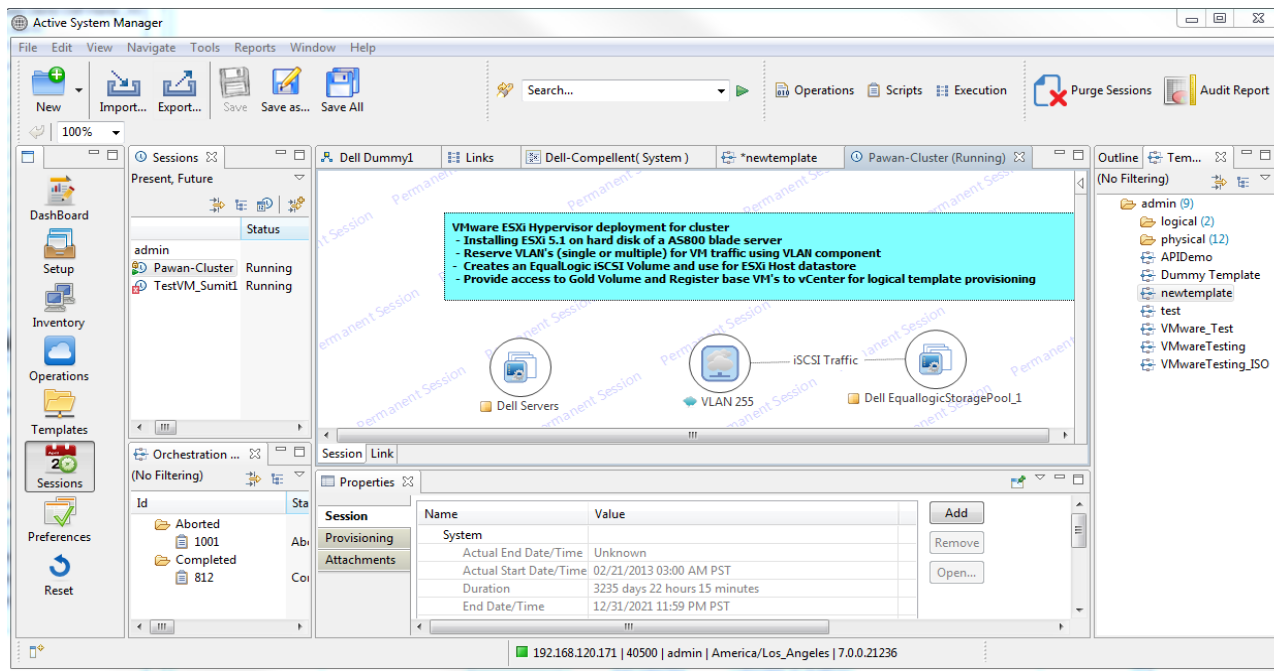 Active System Manager
File Edit View Navigate Tools Reports Window Help
New Import... Export... Save Save as... Save All Search... Operations Scripts Execution Purge Sessions Audit Report
100%
DashBoard
Setup
Inventory
Operations
Templates
Sessions
Preferences
Reset
Sessions
Present, Future
Status
admin
Pawan-Cluster Running
TestVM_Sumit1 Running
Orchestration ...
(No Filtering)
Id Sta
Aborted
1001 Ab
Completed
812 Co
Dell Dummy1 Links Dell-Compellent( System ) *newtemplate Pawan-Cluster (Running)
Permanent Session
VMware ESXi Hypervisor deployment for cluster
- Installing ESXi 5.1 on hard disk of a AS800 blade server
- Reserve VLAN's (single or multiple) for VM traffic using VLAN component
- Creates an EqualLogic iSCSI Volume and use for ESXi Host datastore
- Provide access to Gold Volume and Register base VM's to vCenter for logical template provisioning
iSCSI Traffic
Dell Servers VLAN 255 Dell EquallogicStoragePool_1
Session Link
Properties
Session
Provisioning
Attachments
Name Value
System
Actual End Date/Time Unknown
Actual Start Date/Time 02/21/2013 03:00 AM PST
Duration 3235 days 22 hours 15 minutes
End Date/Time 12/31/2021 11:59 PM PST
Add
Remove
Open...
Outline Tem...
(No Filtering)
admin (9)
logical (2)
physical (12)
APIDemo
Dummy Template
newtemplate
test
VMware_Test
VMwareTesting
VMwareTesting_ISO
192.168.120.171 | 40500 | admin | America/Los_Angeles | 7.0.0.21236